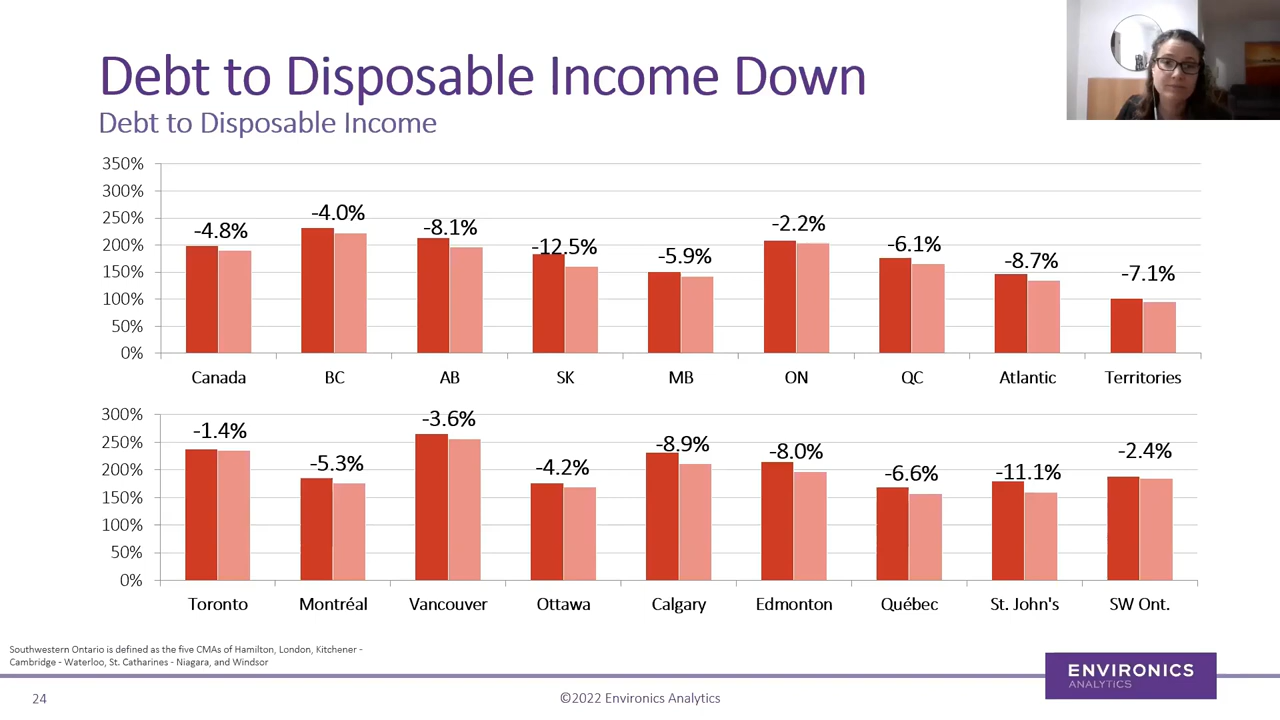 Debt to Disposable Income Down
Debt to Disposable Income
350%
300%
250%
200%
150%
100%
50%
0%
-4.8%
-4.0%
-8.1%
-12.5%
-5.9%
-2.2%
-6.1%
-8.7%
-7.1%
Canada
BC
AB
SK
MB
ON
QC
Atlantic
Territories
300%
250%
200%
150%
100%
50%
0%
-1.4%
-5.3%
-3.6%
-4.2%
-8.9%
-8.0%
-6.6%
-11.1%
-2.4%
Toronto
Montréal
Vancouver
Ottawa
Calgary
Edmonton
Québec
St. John's
SW Ont.
Southwestern Ontario is defined as the five CMAs of Hamilton, London, Kitchener -
Cambridge - Waterloo, St. Catharines - Niagara, and Windsor
24
©2022 Environics Analytics
ENVIRONICS
ANALYTICS